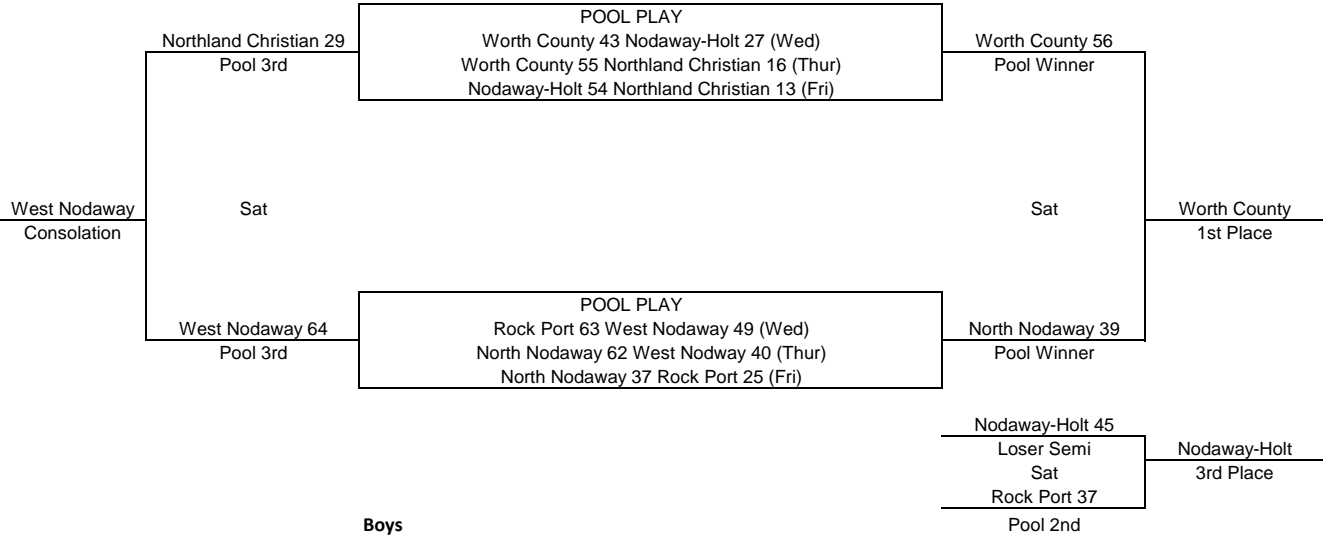 POOL PLAY
Northland Christian 29
Worth County 43 Nodaway-Holt 27 (Wed)
Worth County 56
Pool 3rd
Worth County 55 Northland Christian 16 (Thur)
Pool Winner
Nodaway-Holt 54 Northland Christian 13 (Fri)
West Nodaway
Sat
Sat
Worth County
Consolation
1st Place
POOL PLAY
West Nodaway 64
Rock Port 63 West Nodaway 49 (Wed)
North Nodaway 39
Pool 3rd
North Nodaway 62 West Nodway 40 (Thur)
Pool Winner
North Nodaway 37 Rock Port 25 (Fri)
Nodaway-Holt 45
Loser Semi
Nodaway-Holt
Sat
3rd Place
Rock Port 37
Boys
Pool 2nd